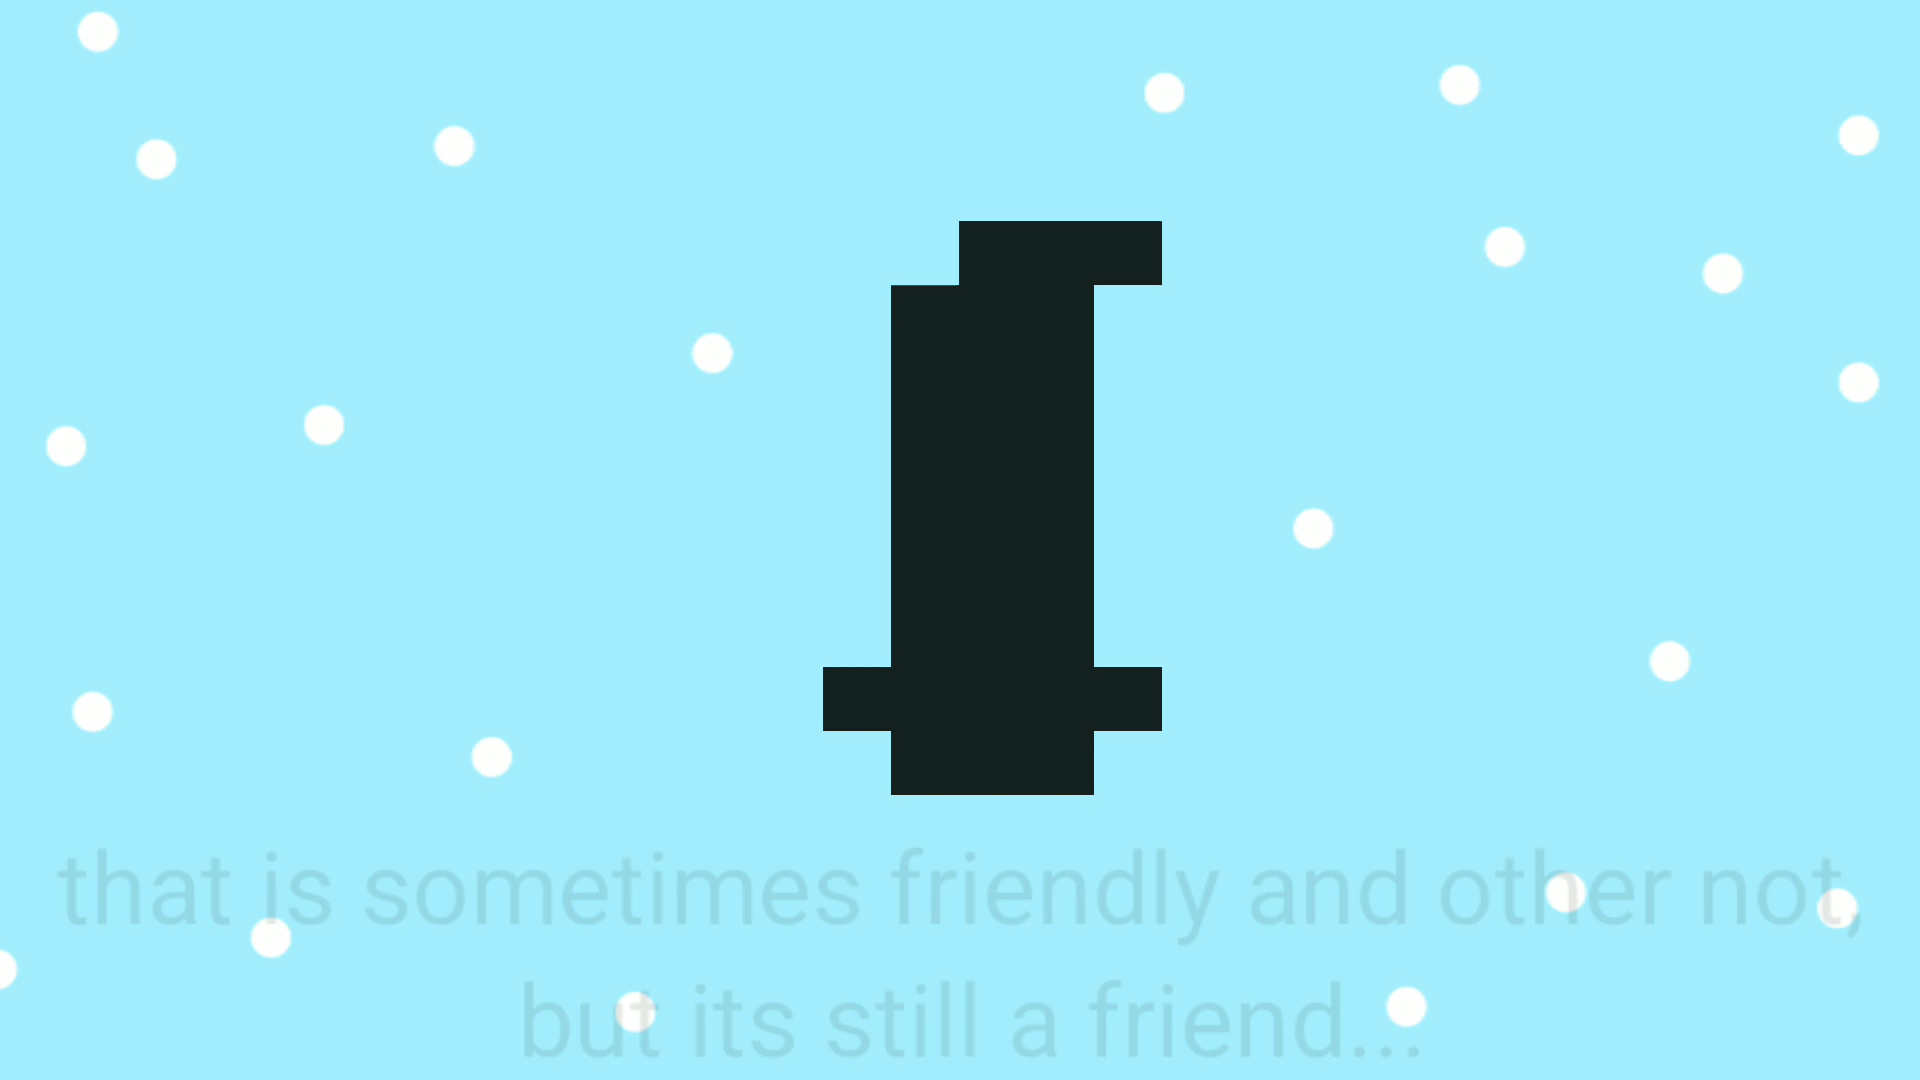 that is sometimes friendly and other not,
but its still a friend...